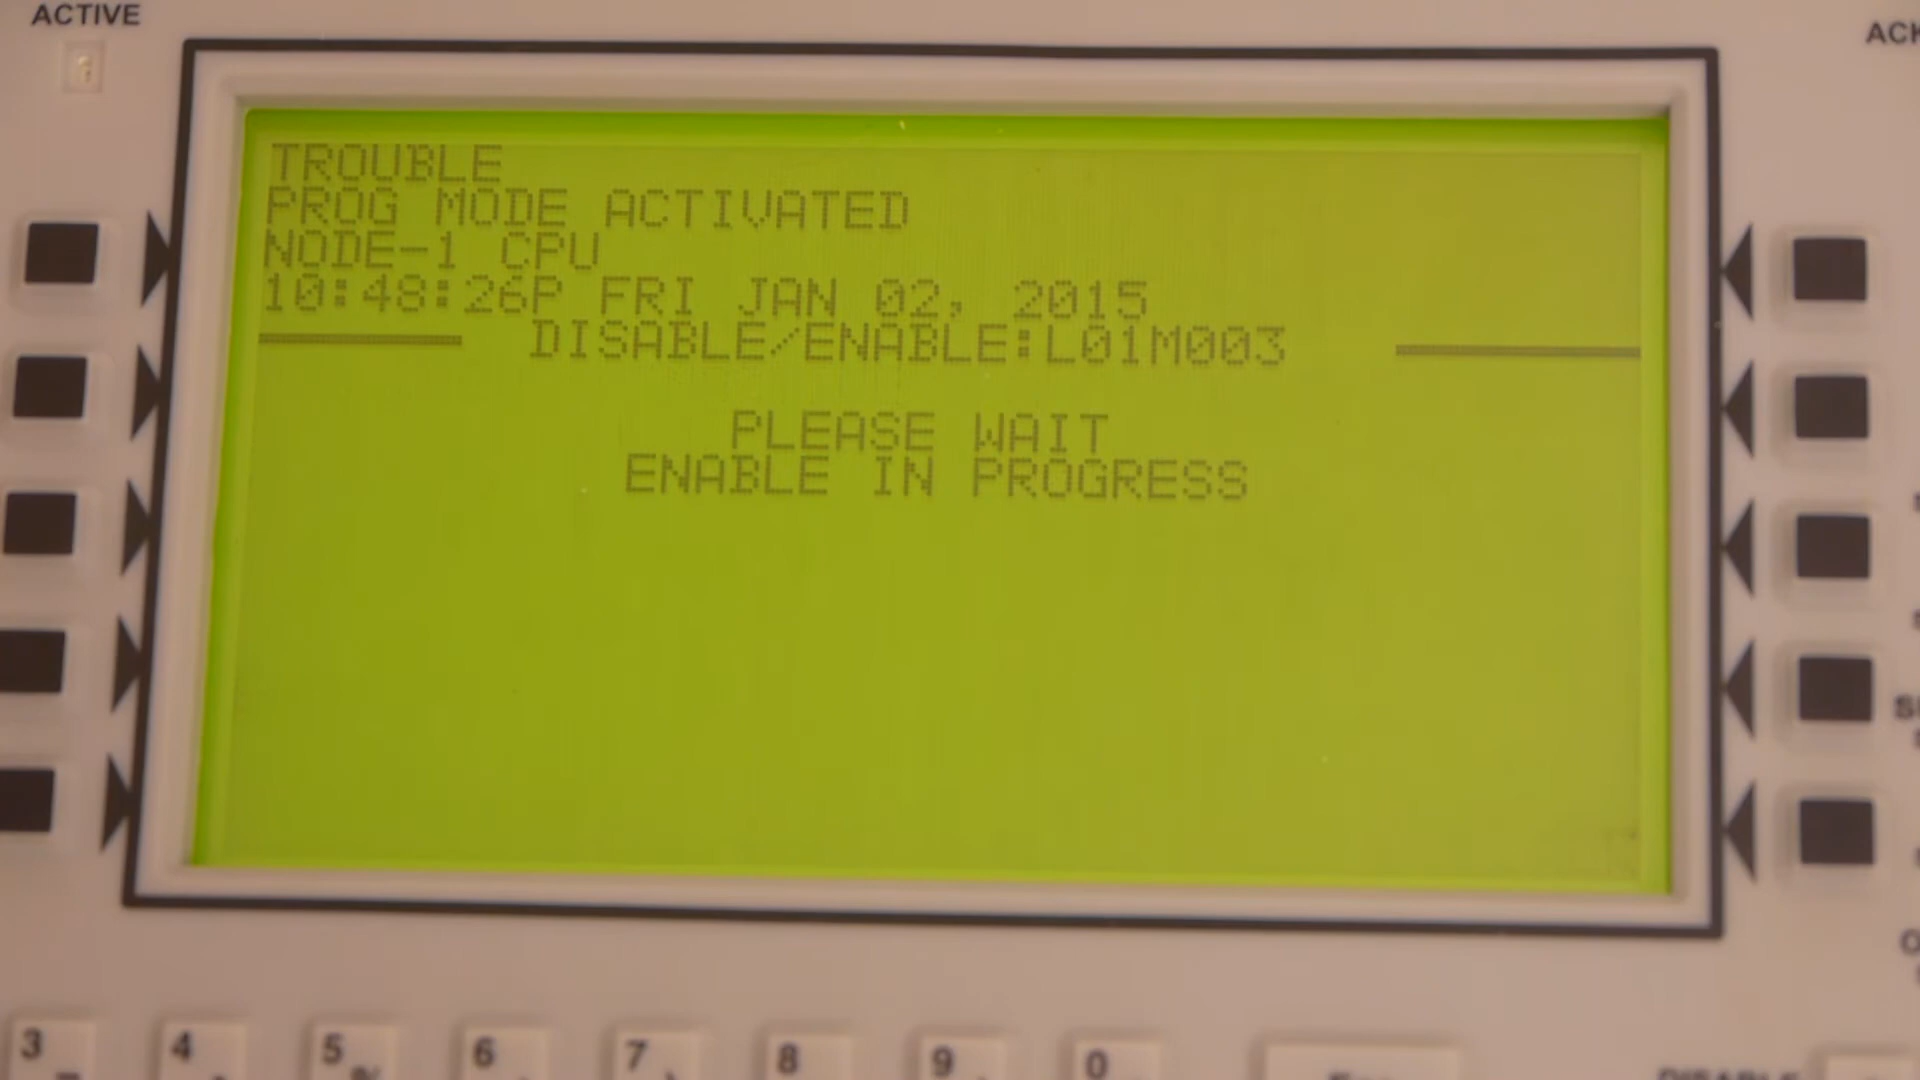 ACTIVE
TROUBLE
PROG MODE ACTIVATED
NODE-1 CPU
10:48:26P FRI JAN 02, 2015
DISABLE/ENABLE:L01M003
PLEASE WAIT
ENABLE IN PROGRESS
3 4 5 6 7 8 9 0
DISABLE